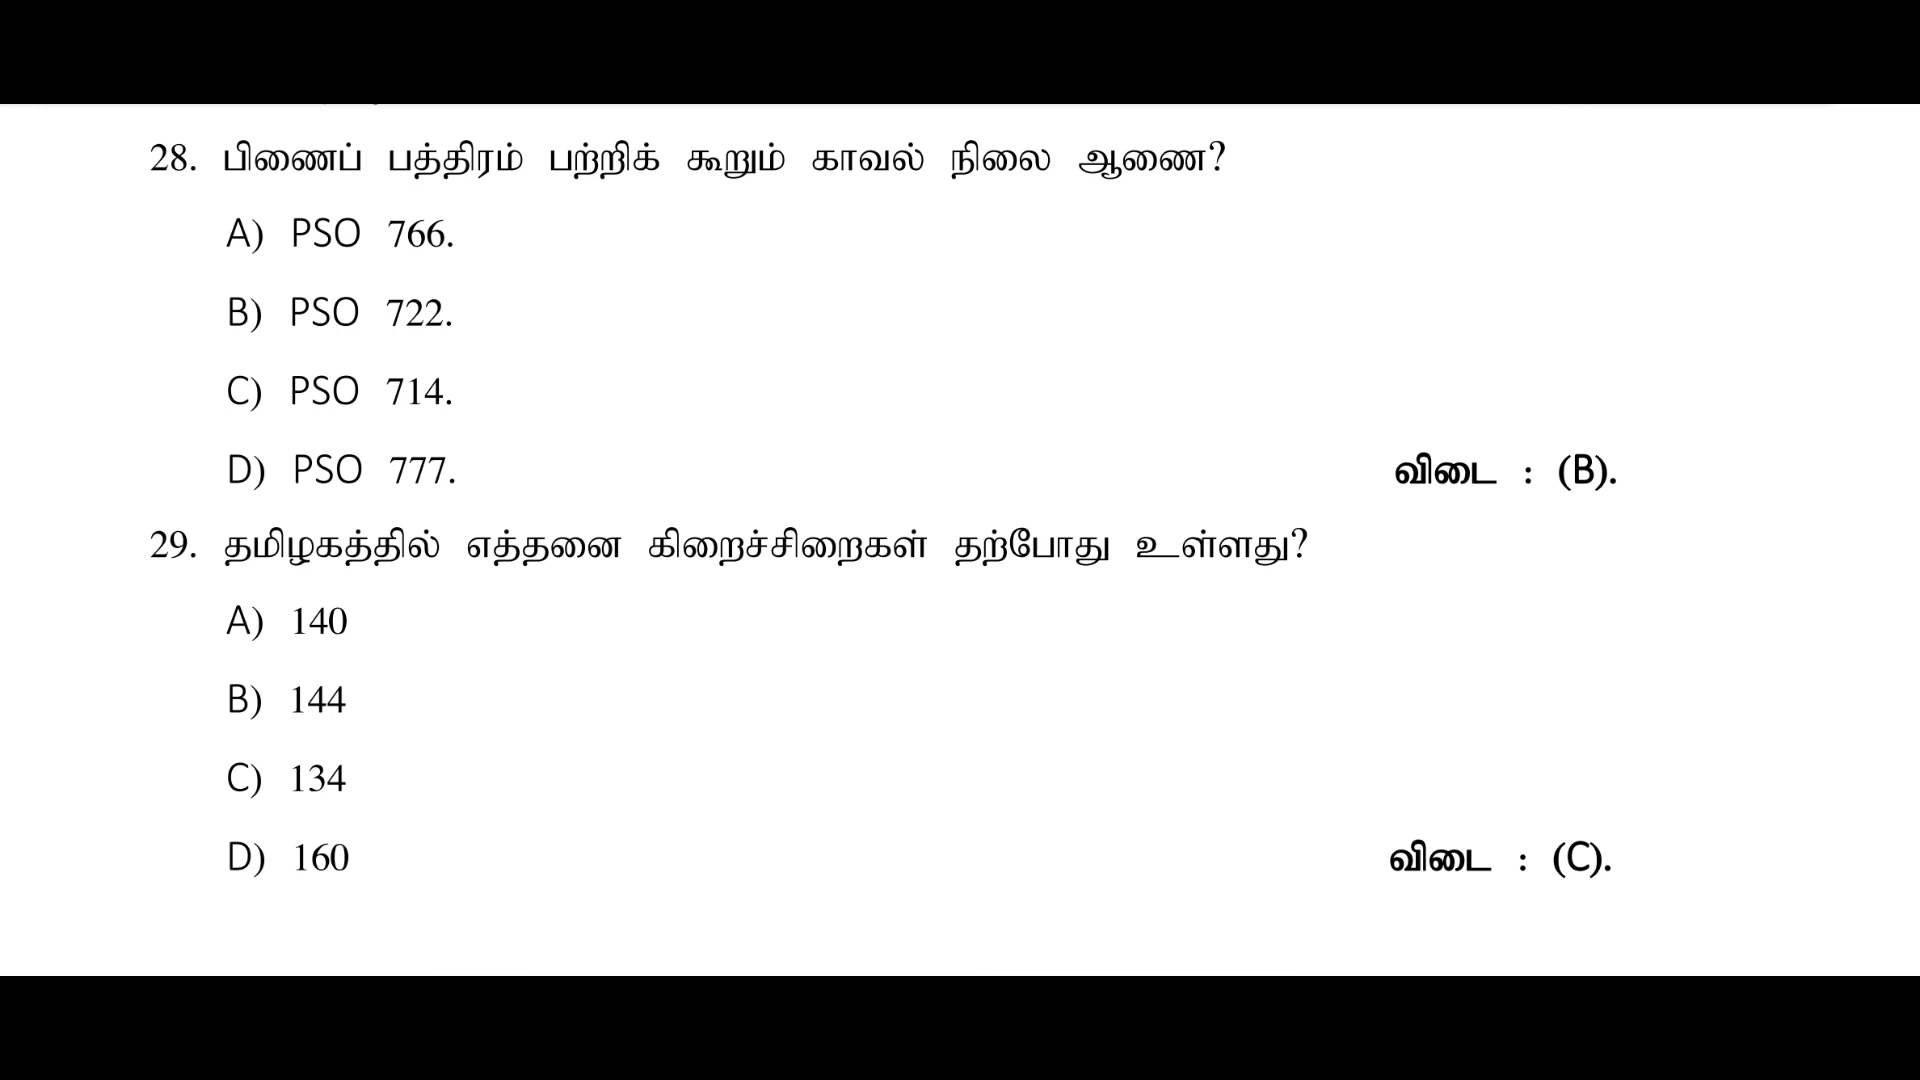 28. பிணைப் பத்திரம் பற்றிக் கூறும் காவல் நிலை ஆணை?
A) PSO 766.
B) PSO 722.
C) PSO 714.
D) PSO 777. விடை : (B).
29. தமிழகத்தில் எத்தனை கிறைச்சிறைகள் தற்போது உள்ளது?
A) 140
B) 144
C) 134
D) 160 விடை : (C).